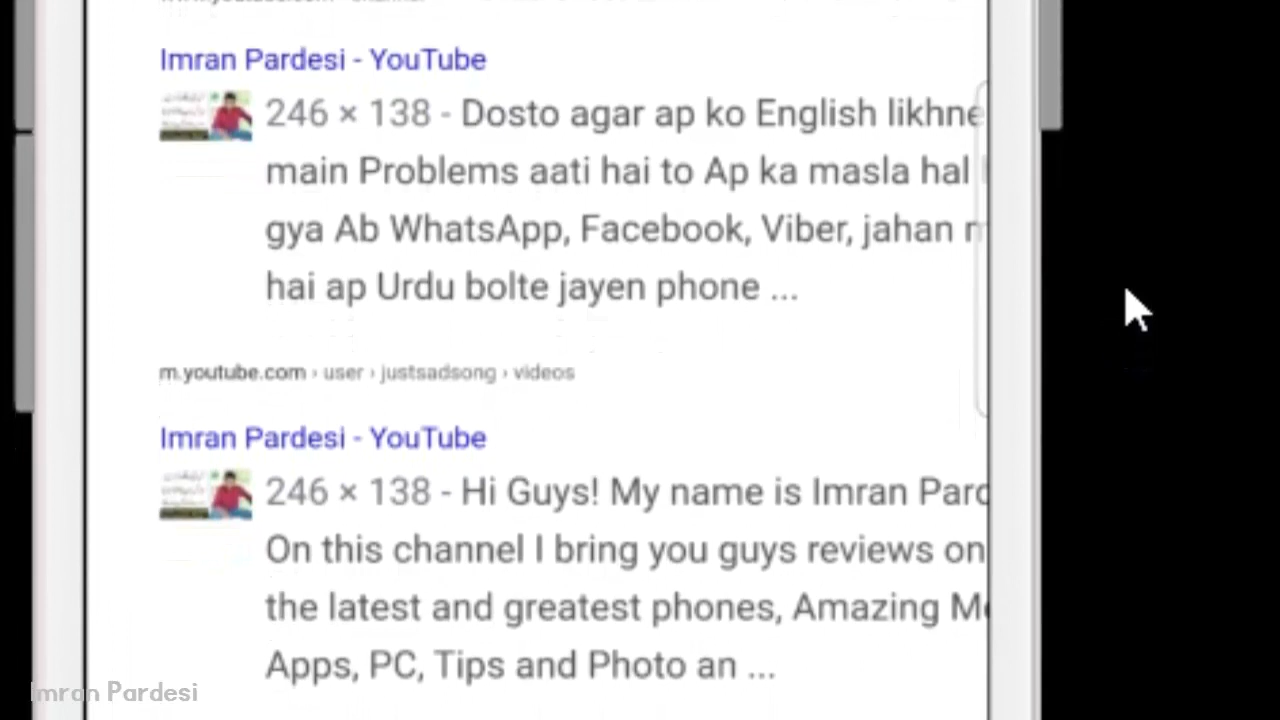 Imran Pardesi - YouTube
246 × 138 - Dosto agar ap ko English likhne
main Problems aati hai to Ap ka masla hal
gya Ab WhatsApp, Facebook, Viber, jahan
hai ap Urdu bolte jayen phone ...
m.youtube.com › user › justsadsong › videos
Imran Pardesi - YouTube
246 × 138 - Hi Guys! My name is Imran
On this channel I bring you guys reviews on
the latest and greatest phones, Amazing
Apps, PC, Tips and Photo an ...
Imran Pardesi